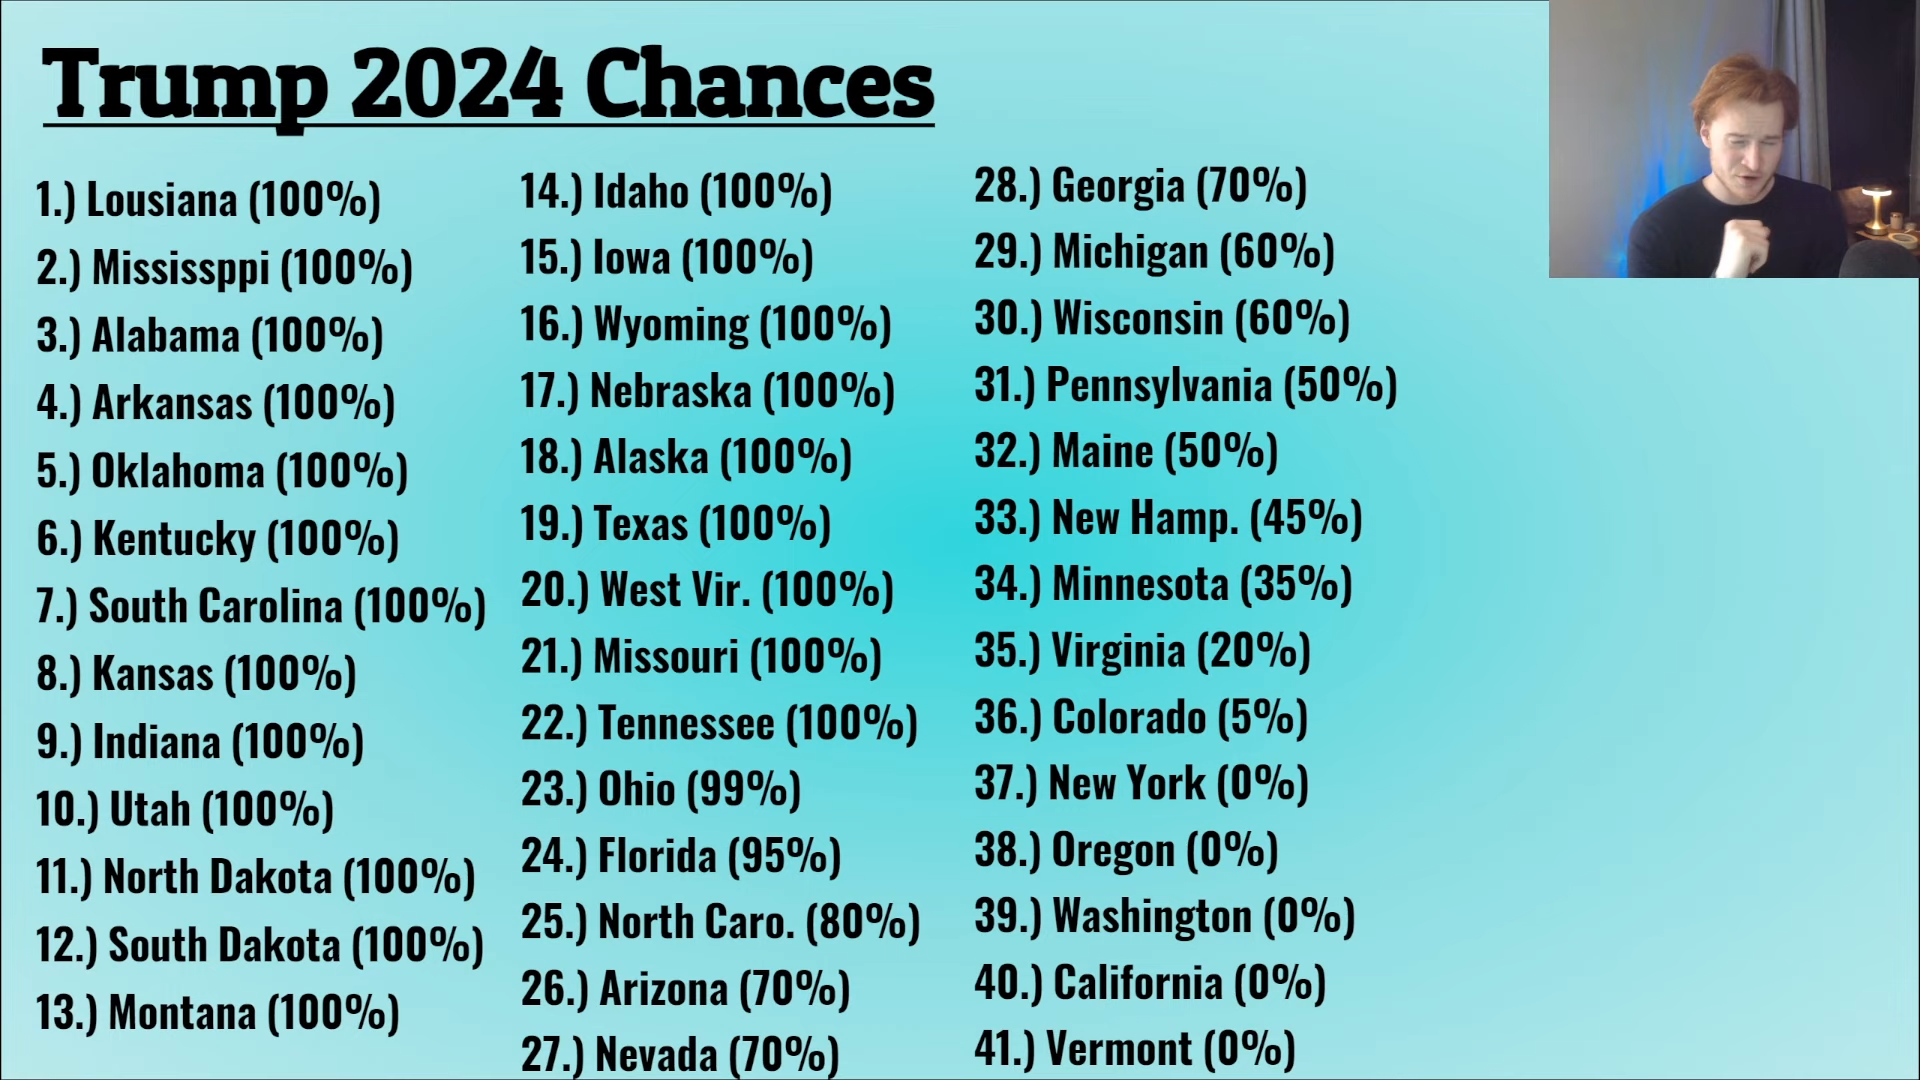 Trump 2024 Chances
1.) Lousiana (100%)
2.) Mississppi (100%)
3.) Alabama (100%)
4.) Arkansas (100%)
5.) Oklahoma (100%)
6.) Kentucky (100%)
7.) South Carolina (100%)
8.) Kansas (100%)
9.) Indiana (100%)
10.) Utah (100%)
11.) North Dakota (100%)
12.) South Dakota (100%)
13.) Montana (100%)
14.) Idaho (100%)
15.) Iowa (100%)
16.) Wyoming (100%)
17.) Nebraska (100%)
18.) Alaska (100%)
19.) Texas (100%)
20.) West Vir. (100%)
21.) Missouri (100%)
22.) Tennessee (100%)
23.) Ohio (99%)
24.) Florida (95%)
25.) North Caro. (80%)
26.) Arizona (70%)
27.) Nevada (70%)
28.) Georgia (70%)
29.) Michigan (60%)
30.) Wisconsin (60%)
31.) Pennsylvania (50%)
32.) Maine (50%)
33.) New Hamp. (45%)
34.) Minnesota (35%)
35.) Virginia (20%)
36.) Colorado (5%)
37.) New York (0%)
38.) Oregon (0%)
39.) Washington (0%)
40.) California (0%)
41.) Vermont (0%)